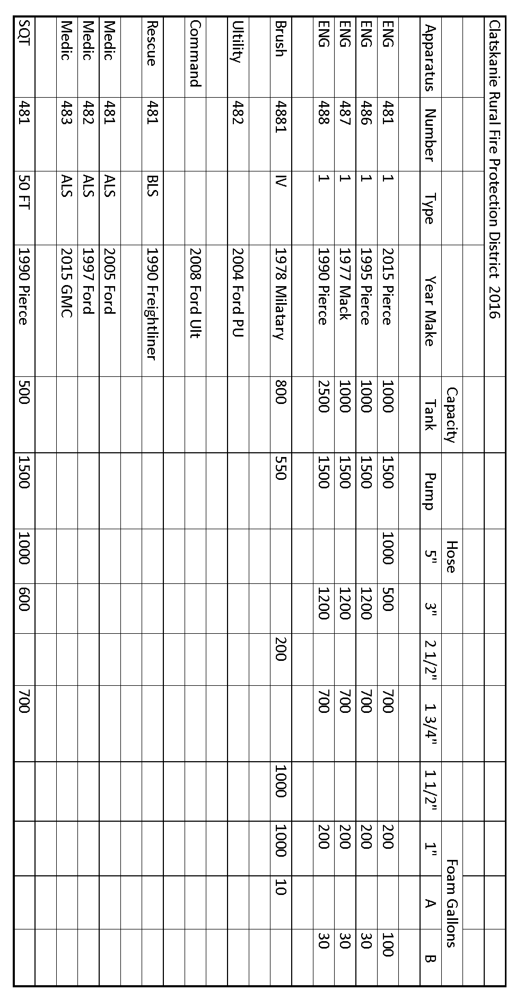 Clatskanie Rural Fire Protection District  2016
Capacity Hose Foam Gallons
Apparatus Number Type Year Make Tank Pump 5" 3" 2 1/2" 1 3/4" 1 1/2" 1" A B
ENG 481 1 2015 Pierce 1000 1500 1000 500 700 200 100
ENG 486 1 1995 Pierce 1000 1500 1200 700 200 30
ENG 487 1 1977 Mack 1000 1500 1200 700 200 30
ENG 488 1 1990 Pierce 2500 1500 1200 700 200 30
Brush 4881 IV 1978 Milatary 800 550 200 1000 1000 10
Ultility 482 2004 Ford PU
Command 2008 Ford Ult
Rescue 481 BLS 1990 Freightliner
Medic 481 ALS 2005 Ford
Medic 482 ALS 1997 Ford
Medic 483 ALS 2015 GMC
SQT 481 50 FT 1990 Pierce 500 1500 1000 600 700